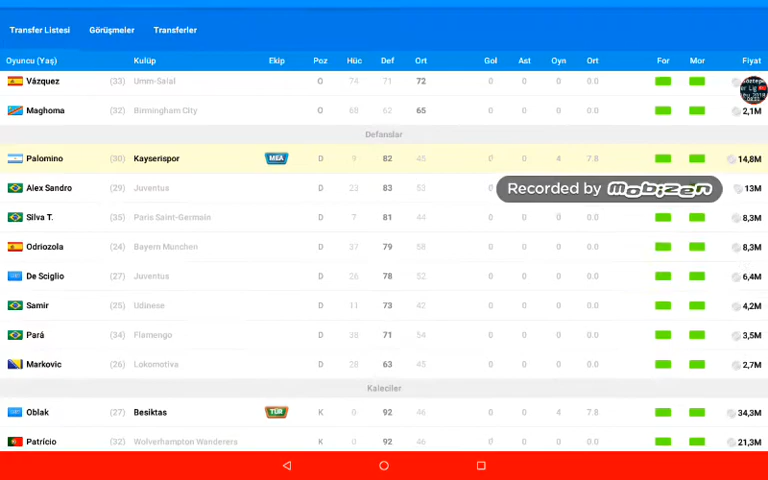 Transfer Listesi Görüşmeler Transferler
Oyuncu (Yaş) Kulüp Ekip Poz Hüc Def Ort Gol Ast Oyn Ort For Mor Fiyat
Vázquez (33) Umm-Salal O 74 71 72 0 0 0 0.0
Maghoma (32) Birmingham City O 68 62 65 0 0 0 0.0 2,1M
Defanslar
Palomino (30) Kayserispor MEA D 9 82 45 0 0 4 7.8 14,8M
Alex Sandro (29) Juventus D 23 83 53 0 13M
Recorded by mobizen
Silva T. (35) Paris Saint-Germain D 7 81 44 0 0 0 0.0 8,3M
Odriozola (24) Bayern Munchen D 37 79 58 0 0 0 0.0 8,3M
De Sciglio (27) Juventus D 26 78 52 0 0 0 0.0 6,4M
Samir (25) Udinese D 11 73 42 0 0 0 0.0 4,2M
Pará (34) Flamengo D 38 71 54 0 0 0 0.0 3,5M
Markovic (26) Lokomotiva D 28 63 45 0 0 0 0.0 2,7M
Kaleciler
Oblak (27) Besiktas TUR K 0 92 46 0 0 4 7.8 34,3M
Patrício (32) Wolverhampton Wanderers K 0 92 46 0 0 0 0.0 21,3M